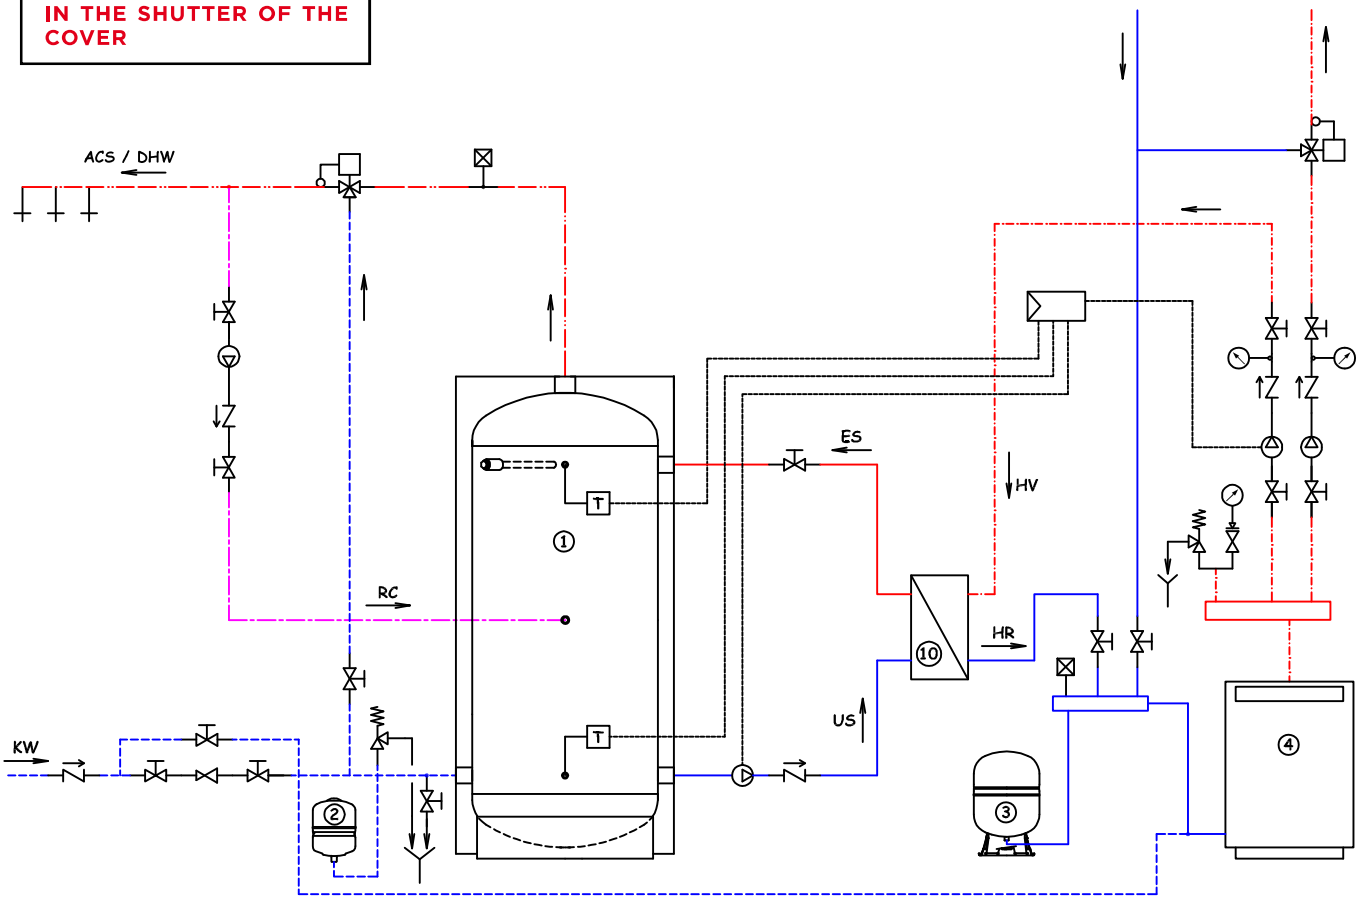 IN THE SHUTTER OF THE
COVER
ACS / DHW
ES
HV
T
1
RC
HR
10
US
T
KW
2
3
4